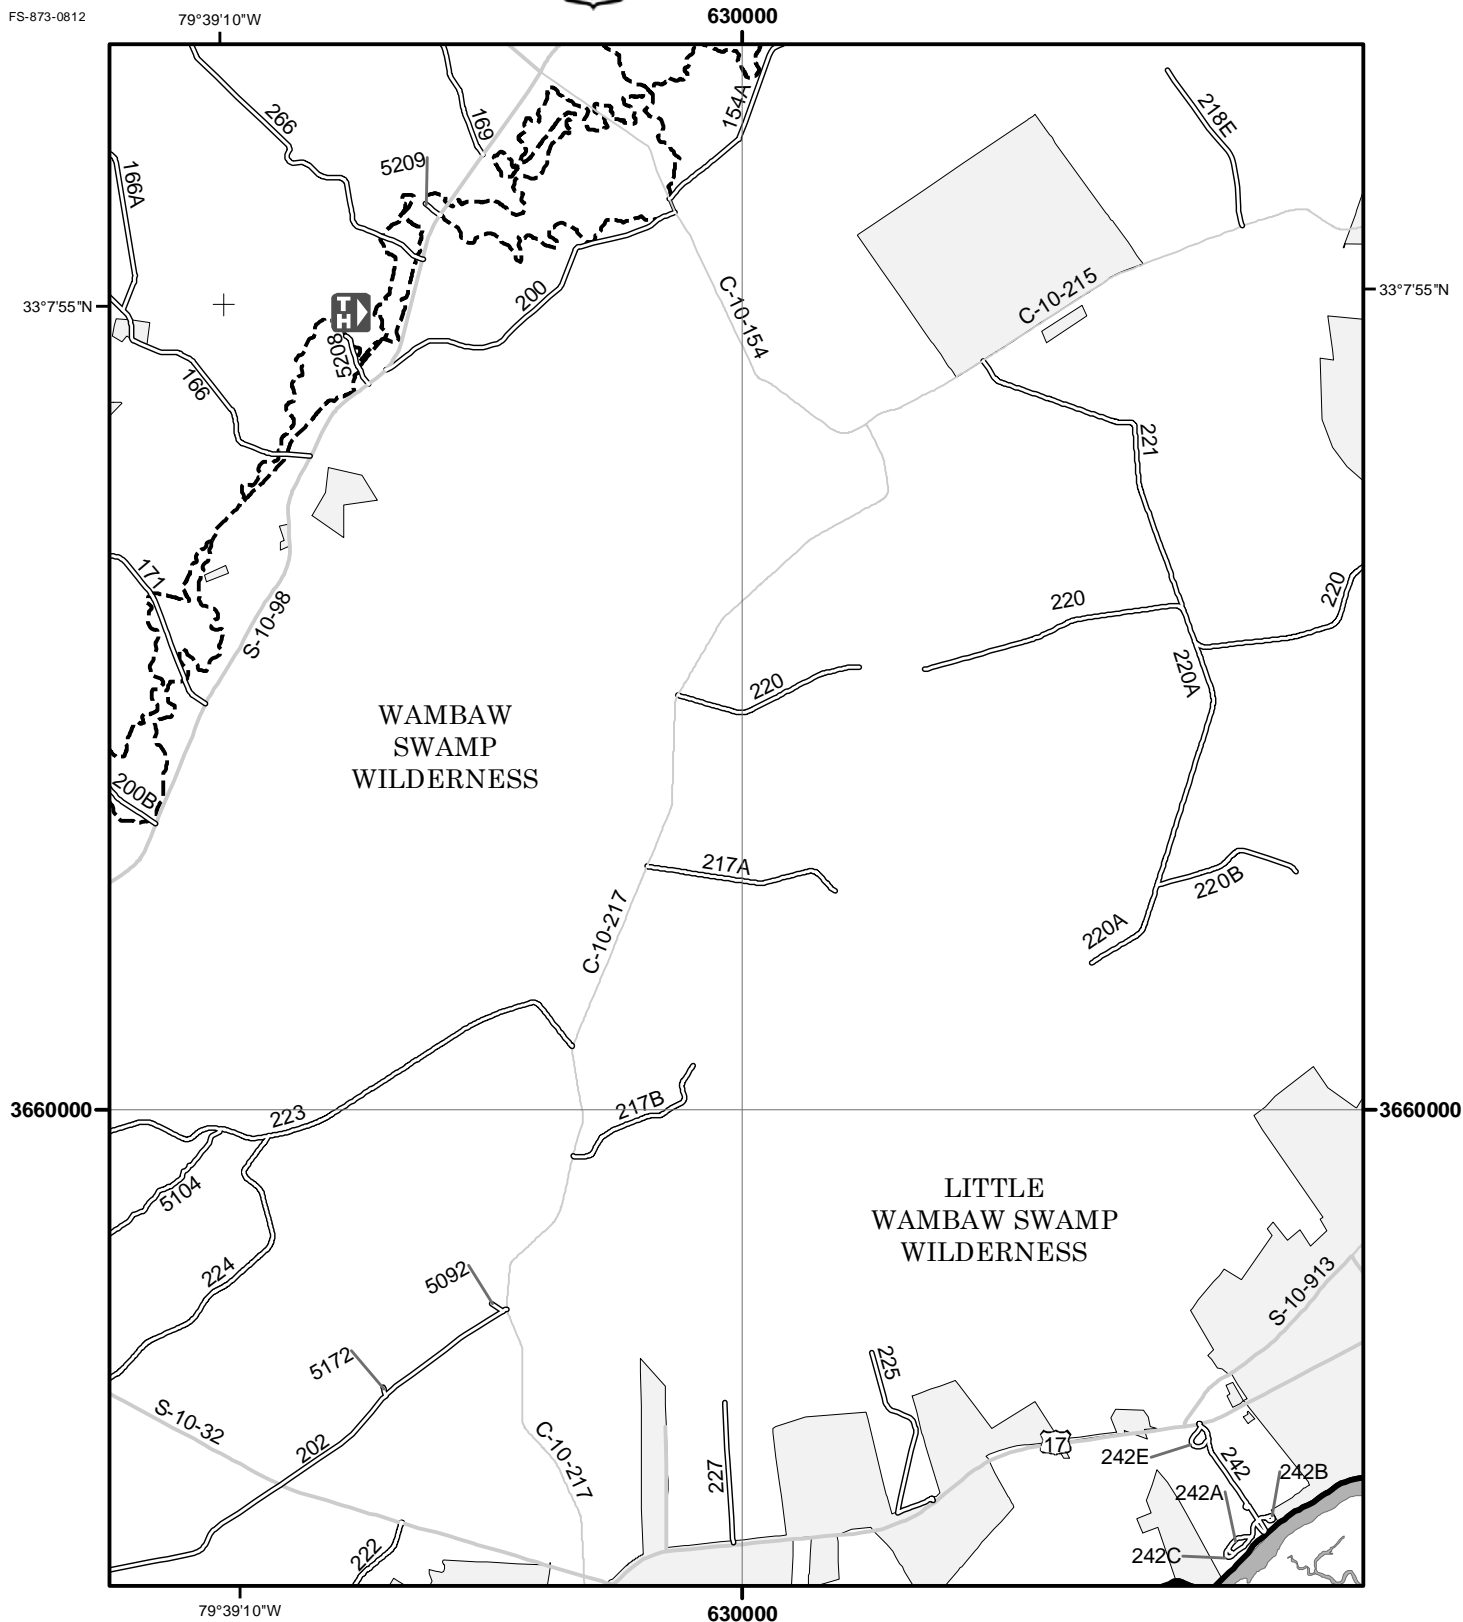 FS-873-0812
79°39'10"W
630000
266
169
154A
218E
5209
166A
33°7'55"N
33°7'55"N
T
H
200
C-10-154
C-10-215
5208
166
221
171
220
220
S-10-98
220A
220
WAMBAW
SWAMP
WILDERNESS
200B
217A
220B
C-10-217
220A
3660000
223
217B
3660000
5104
LITTLE
WAMBAW SWAMP
WILDERNESS
224
5092
S-10-913
5172
225
S-10-32
202
C-10-217
17
242E
242
242B
227
242A
222
242C
79°39'10"W
630000